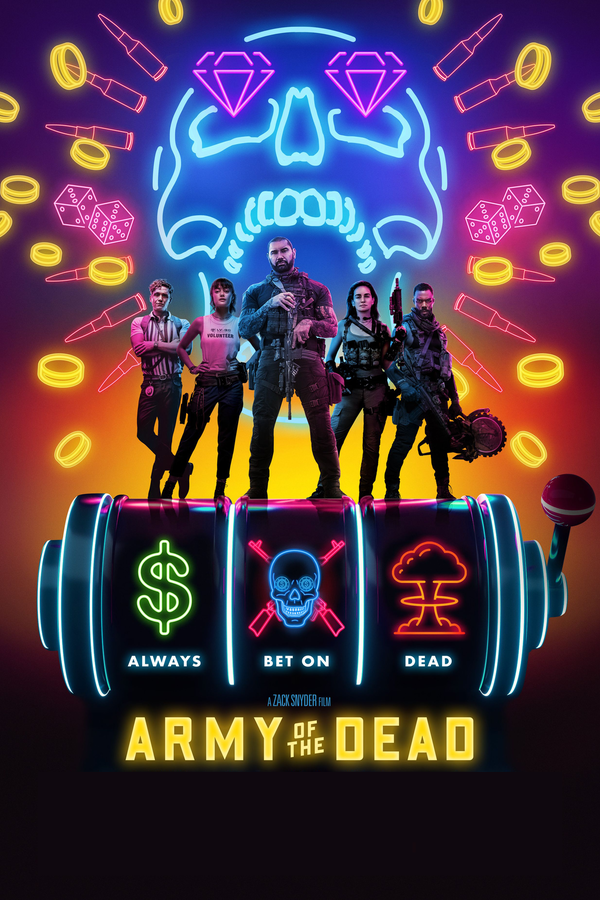 VOLUNTEER
ALWAYS
BET ON
DEAD
A ZACK SNYDER FILM
ARMY OF THE DEAD